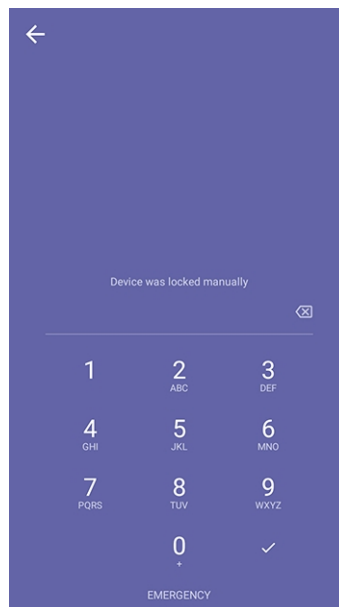 Device was locked manually
1 2 3
ABC DEF
4 5 6
GHI JKL MNO
7 8 9
PQRS TUV WXYZ
0
+
EMERGENCY